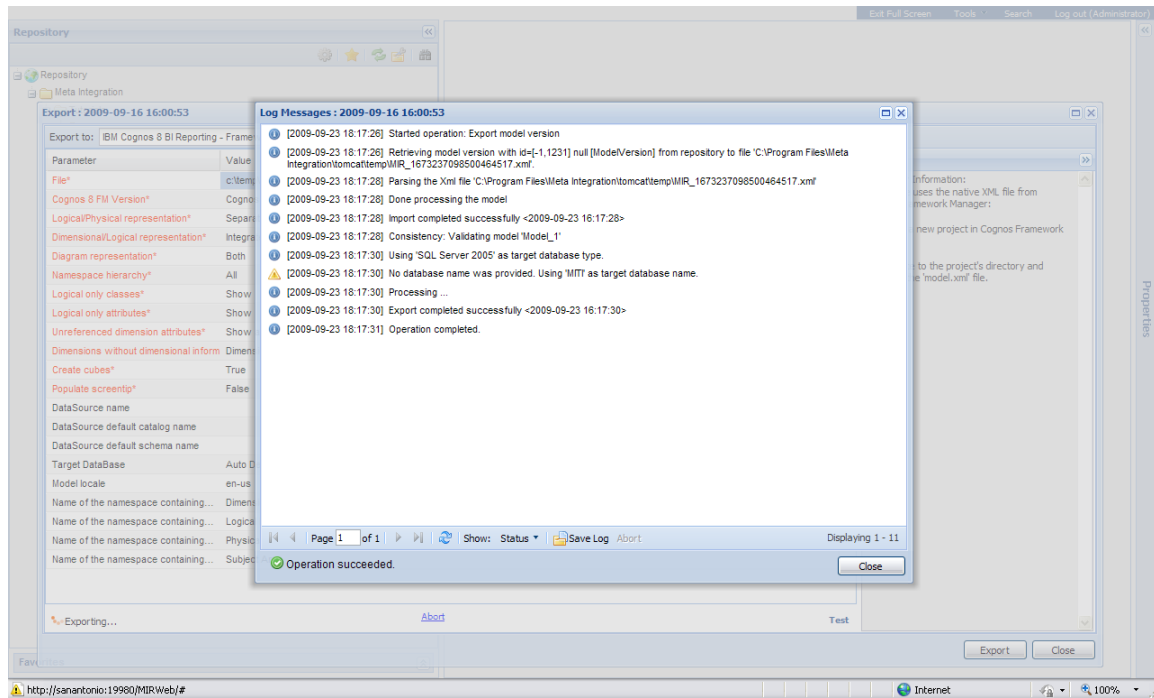 Exit Full Screen Tools Search Log out (Administrator)
Repository
Repository
Meta Integration
Export : 2009-09-16 16:00:53
Export to: IBM Cognos 8 BI Reporting - Frame
Parameter Value
File* c:\temp
Cognos 8 FM Version* Cogno
Logical/Physical representation* Separa
Dimensional/Logical representation* Integra
Diagram representation* Both
Namespace hierarchy* All
Logical only classes* Show
Logical only attributes* Show
Unreferenced dimension attributes* Show
Dimensions without dimensional inform Dimens
Create cubes* True
Populate screentip* False
DataSource name
DataSource default catalog name
DataSource default schema name
Target DataBase Auto D
Model locale en-us
Name of the namespace containing... Dimens
Name of the namespace containing... Logica
Name of the namespace containing... Physic
Name of the namespace containing... Subjec
Exporting... Abort Test
Log Messages : 2009-09-16 16:00:53
[2009-09-23 18:17:26] Started operation: Export model version
[2009-09-23 18:17:26] Retrieving model version with id=[-1,1231] null [ModelVersion] from repository to file 'C:\Program Files\Meta
Integration\tomcat\temp\MIR_1673237098500464517.xml'.
[2009-09-23 18:17:28] Parsing the Xml file 'C:\Program Files\Meta Integration\tomcat\temp\MIR_1673237098500464517.xml'
[2009-09-23 18:17:28] Done processing the model
[2009-09-23 18:17:28] Import completed successfully <2009-09-23 16:17:28>
[2009-09-23 18:17:28] Consistency: Validating model 'Model_1'
[2009-09-23 18:17:30] Using 'SQL Server 2005' as target database type.
[2009-09-23 18:17:30] No database name was provided. Using 'MITI' as target database name.
[2009-09-23 18:17:30] Processing ...
[2009-09-23 18:17:30] Export completed successfully <2009-09-23 16:17:30>
[2009-09-23 18:17:31] Operation completed.
Page 1 of 1 Show: Status Save Log Abort Displaying 1 - 11
Operation succeeded. Close
Information:
uses the native XML file from
mework Manager:
new project in Cognos Framework
to the project's directory and
e 'model.xml' file.
Properties
Export Close
Fav
http://sanantonio:19980/MIRWeb/# Internet 100%